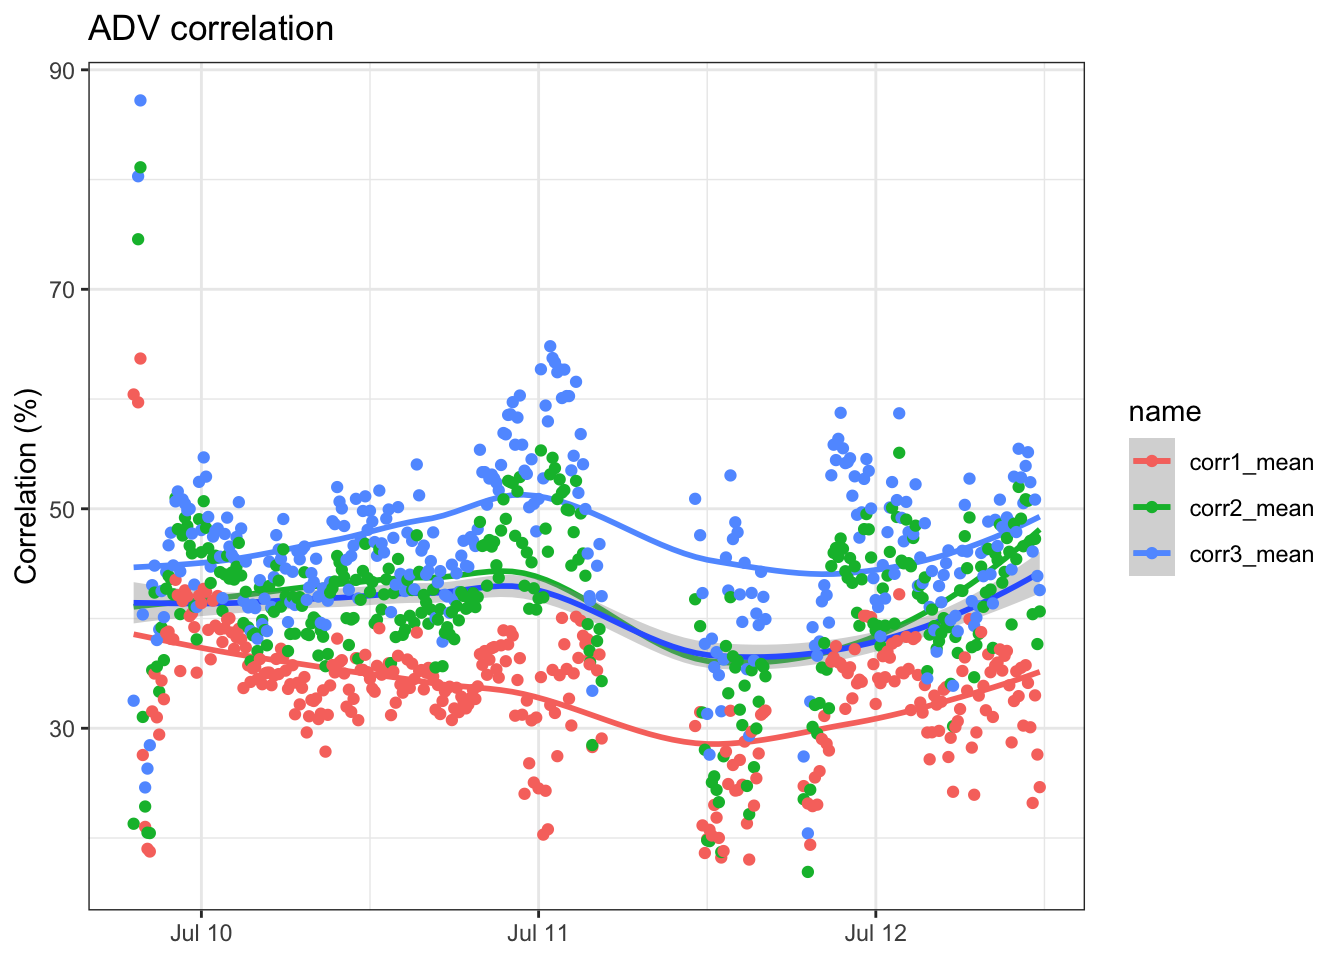 ADV correlation
90
70
50
30
Correlation (%)
Jul 10
Jul 11
Jul 12
name
corr1_mean
corr2_mean
corr3_mean